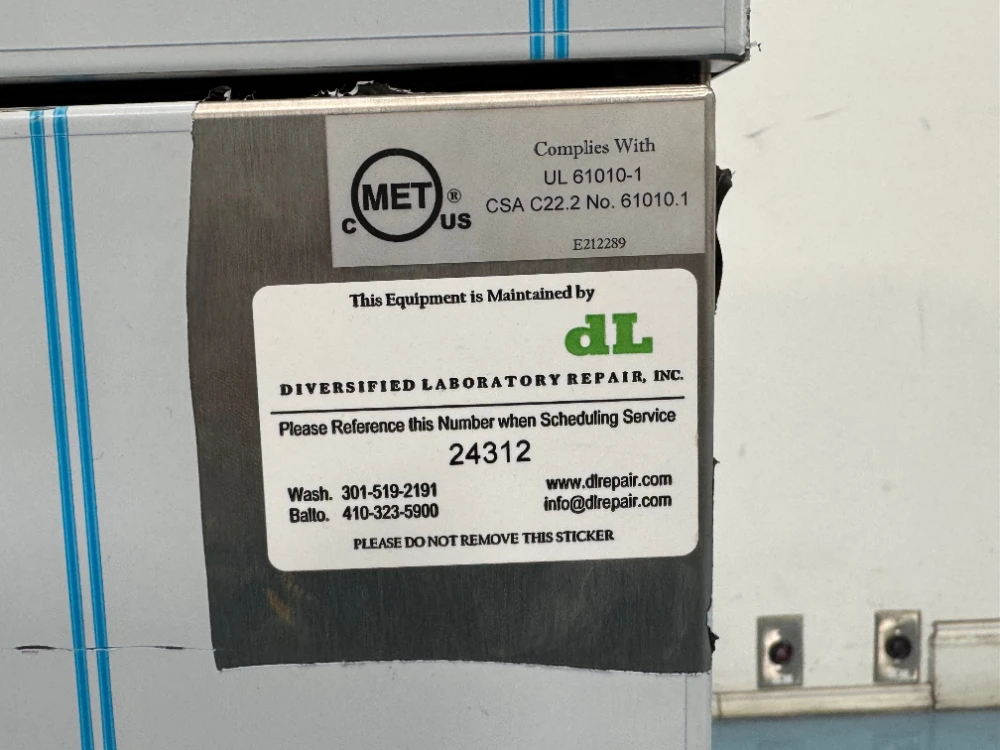 Complies With
UL 61010-1
CSA C22.2 No. 61010.1
E212289
C MET ® US
This Equipment is Maintained by
dL
DIVERSIFIED LABORATORY REPAIR, INC.
Please Reference this Number when Scheduling Service
24312
Wash. 301-519-2191 www.dlrepair.com
Balto. 410-323-5900 info@dlrepair.com
PLEASE DO NOT REMOVE THIS STICKER